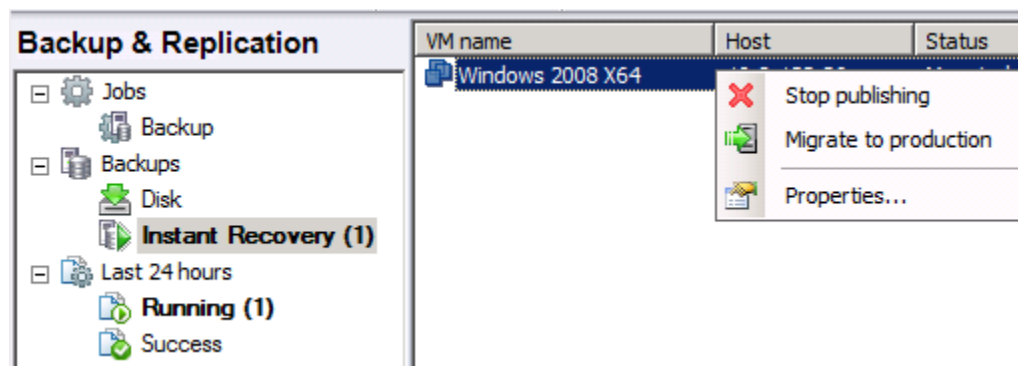 Backup & Replication
Jobs
Backup
Backups
Disk
Instant Recovery (1)
Last 24 hours
Running (1)
Success
VM name Host Status
Windows 2008 X64
Stop publishing
Migrate to production
Properties...